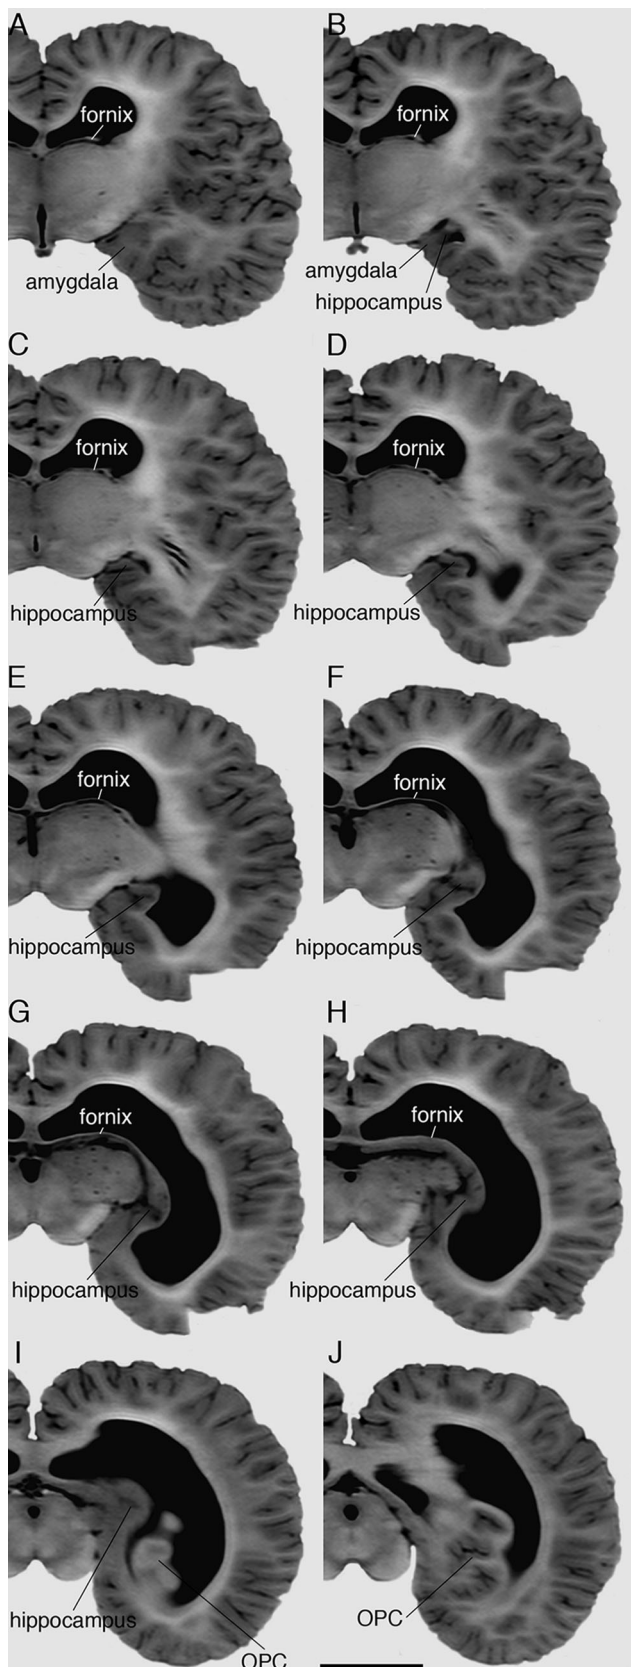 A
B
fornix
fornix
amygdala
amygdala
hippocampus
C
D
fornix
fornix
hippocampus
hippocampus
E
F
fornix
fornix
hippocampus
hippocampus
G
H
fornix
fornix
hippocampus
hippocampus
I
J
hippocampus
OPC
OPC